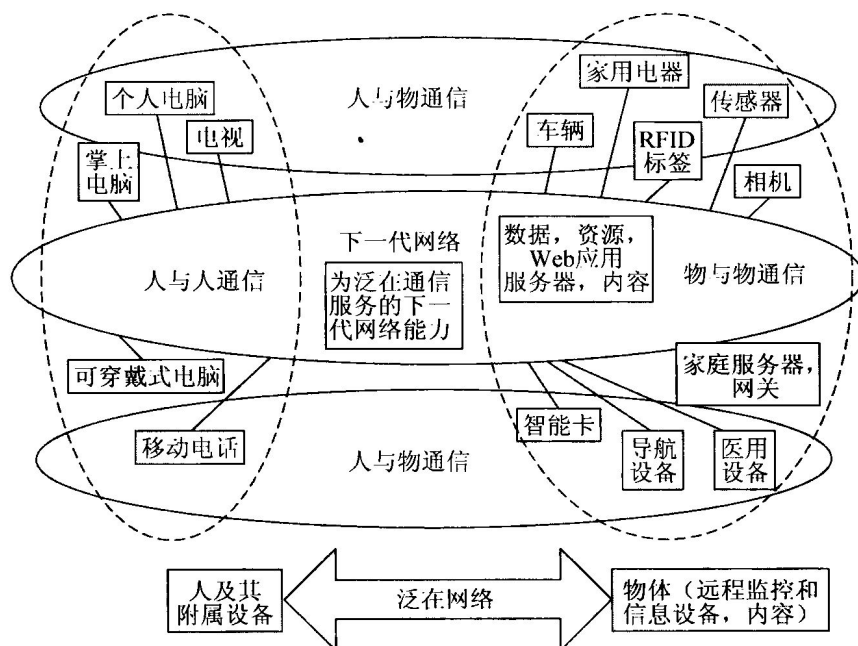 人与物通信
个人电脑
电视
掌上
电脑
车辆
家用电器
RFID
标签
传感器
相机
下一代网络
人与人通信
为泛在通信
服务的下一
代网络能力
数据，资源，
Web应用
服务器，内容
物与物通信
可穿戴式电脑
移动电话
人与物通信
智能卡
导航
设备
医用
设备
家庭服务器，
网关
人及其
附属设备
泛在网络
物体（远程监控和
信息设备，内容）